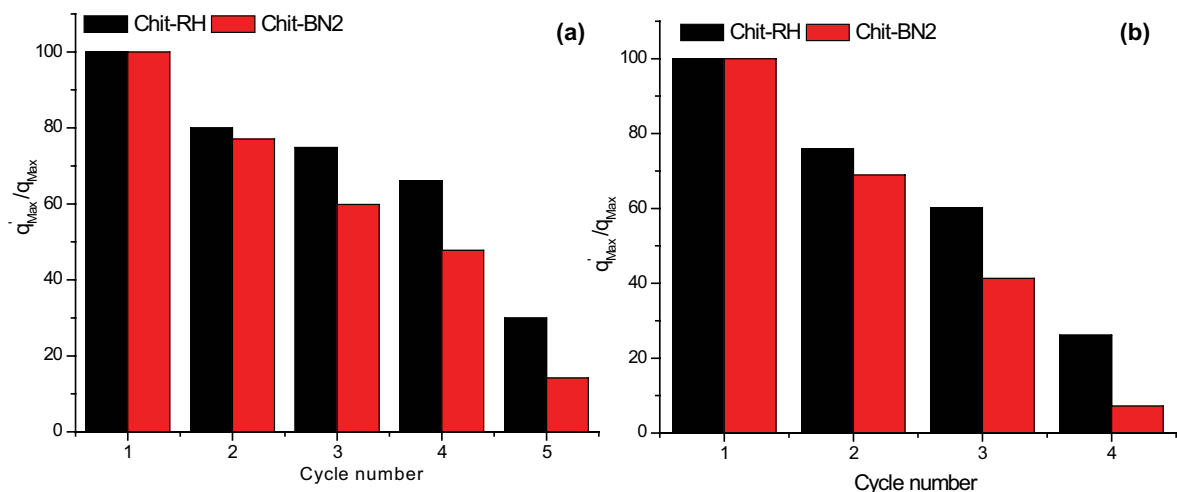 Chit-RH Chit-BN2
(a)
100
80
60
40
20
0
q'Max/qMax
1 2 3 4 5
Cycle number
Chit-RH Chit-BN2
(b)
100
80
60
40
20
0
q'Max/qMax
1 2 3 4
Cycle number